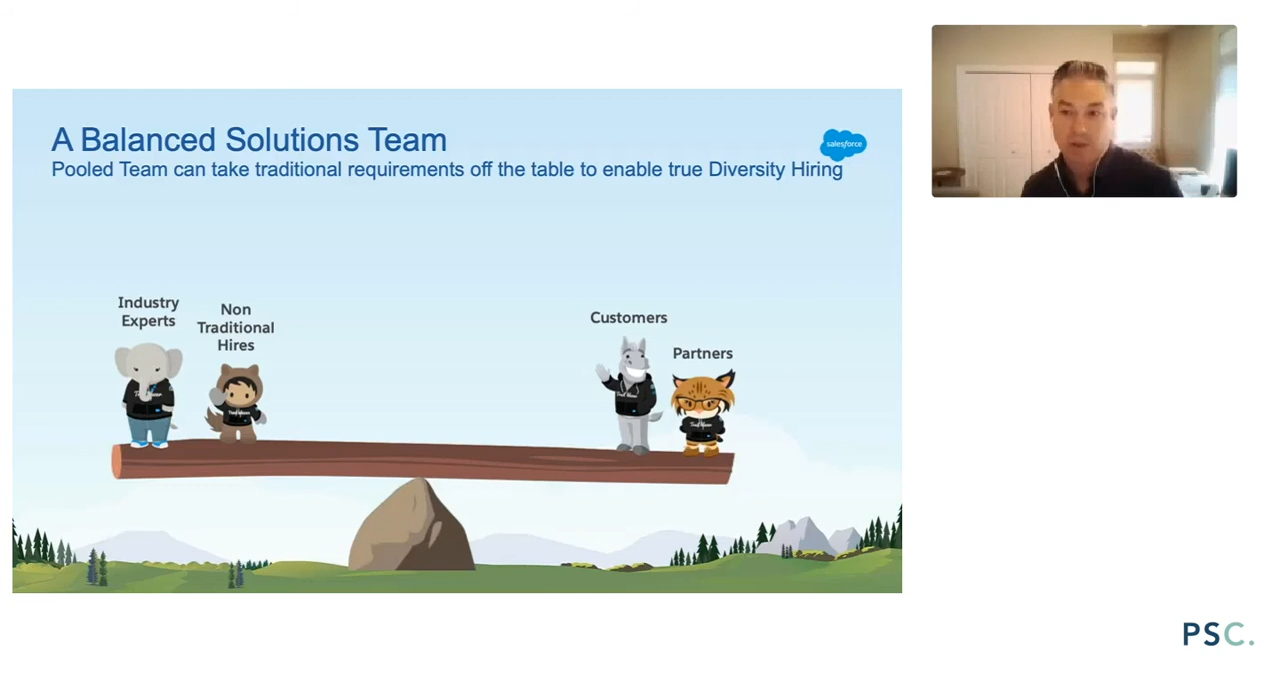 A Balanced Solutions Team
Pooled Team can take traditional requirements off the table to enable true Diversity Hiring
salesforce
Industry
Experts
Non
Traditional
Hires
Customers
Partners
PSC.